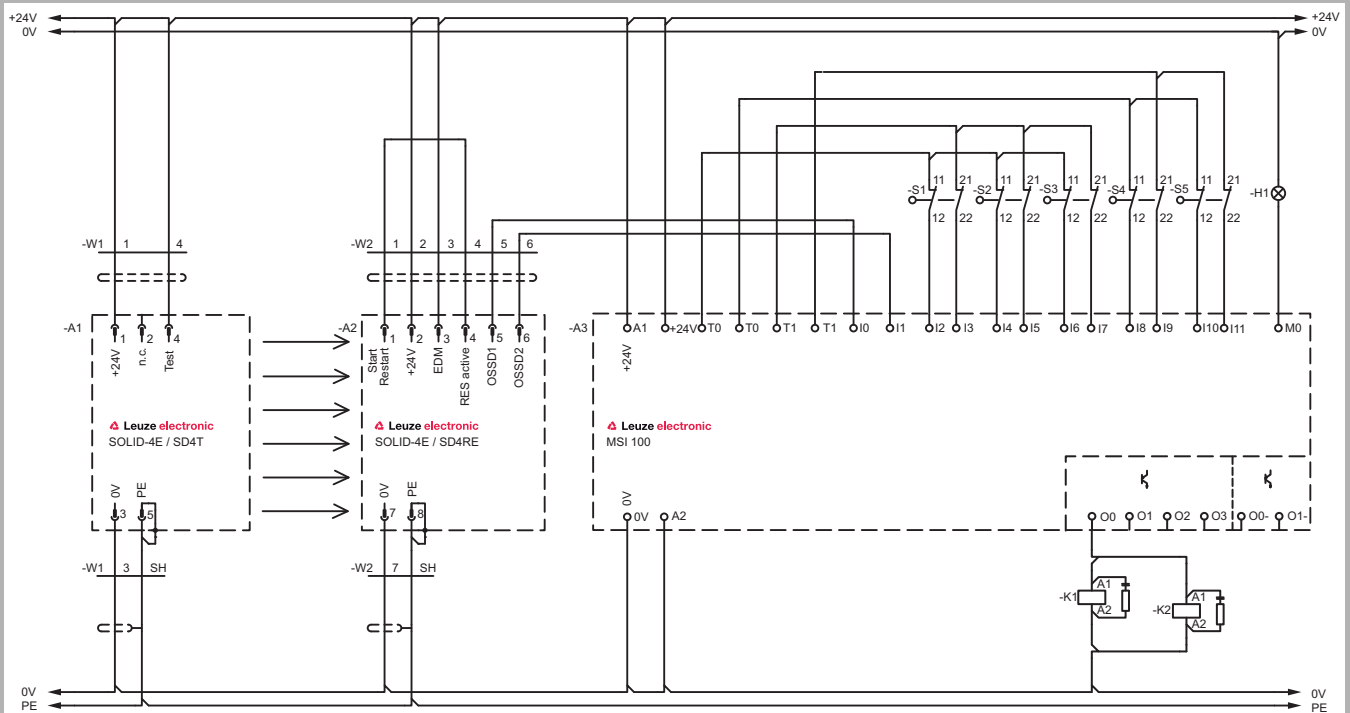 +24V +24V
0V 0V
11 21 11 21 11 21 11 21 11 21
-S1 -S2 -S3 -S4 -S5 -H1
12 22 12 22 12 22 12 22 12 22
-W1 1 4 -W2 1 2 3 4 5 6
-A1 1 2 4 -A2 1 2 3 4 5 6 -A3 A1 +24V T0 T0 T1 T1 I0 I1 I2 I3 I4 I5 I6 I7 I8 I9 I10 I11 M0
+24V n.c. Test Start Restart +24V EDM RES active OSSD1 OSSD2 +24V
Leuze electronic Leuze electronic Leuze electronic
SOLID-4E / SD4T SOLID-4E / SD4RE MSI 100
0V PE 0V PE 0V
3 5 7 8 0V A2 O0 O1 O2 O3 O0- O1-
-W1 3 SH -W2 7 SH
-K1 A1 A2 -K2 A1 A2
0V 0V
PE PE